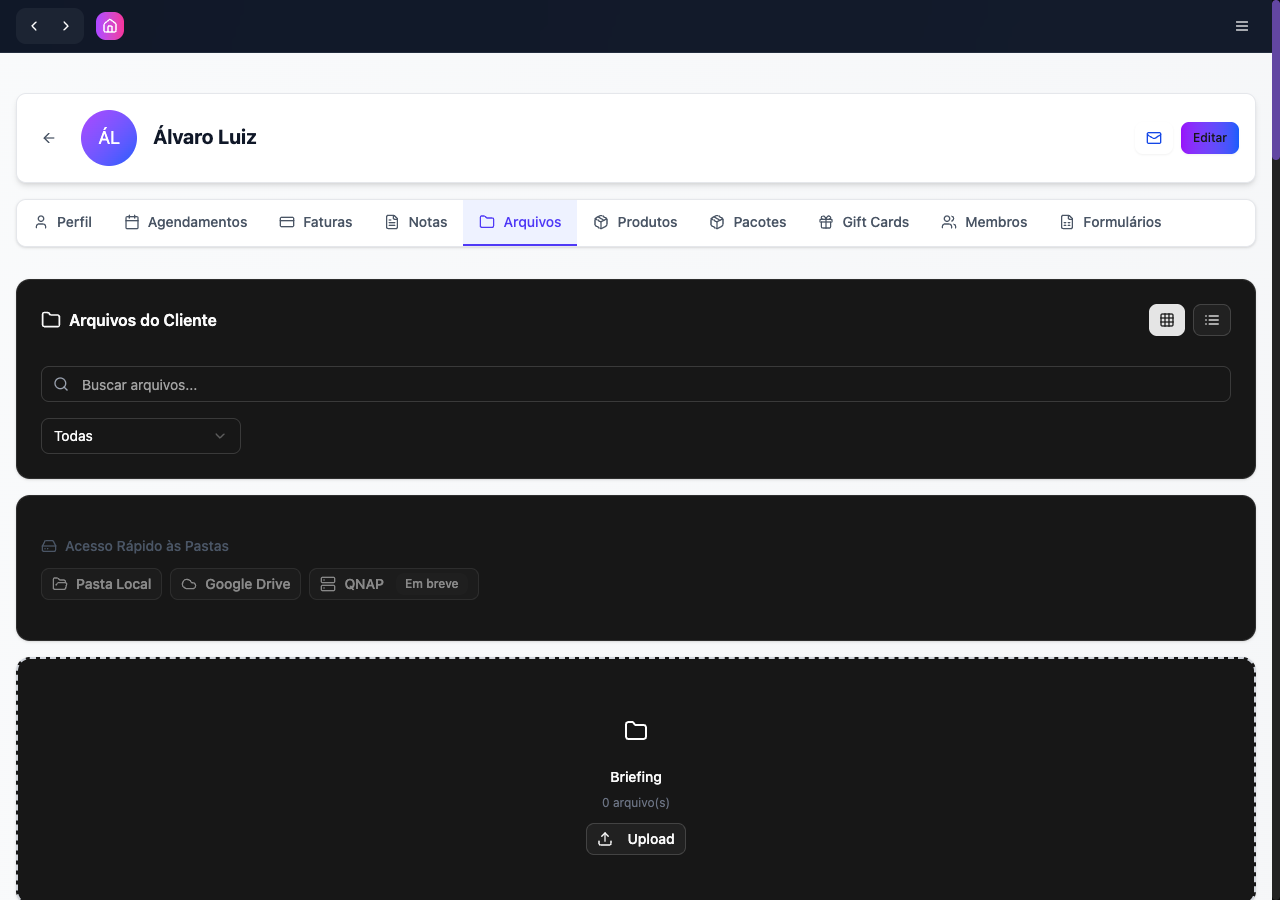 ÁL
Álvaro Luiz
Editar
Perfil
Agendamentos
Faturas
Notas
Arquivos
Produtos
Pacotes
Gift Cards
Membros
Formulários
Arquivos do Cliente
Buscar arquivos...
Todas
Acesso Rápido às Pastas
Pasta Local
Google Drive
QNAP
Em breve
Briefing
0 arquivo(s)
Upload